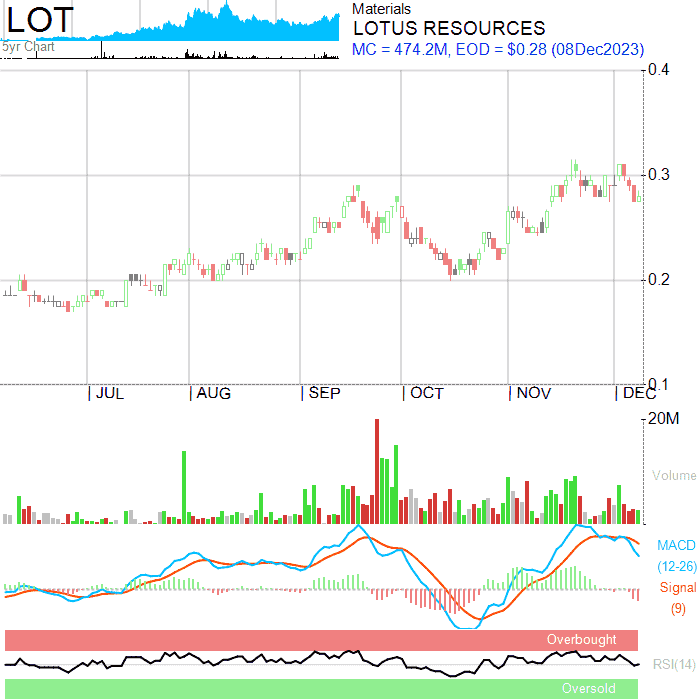 LOT
5yr Chart
Materials
LOTUS RESOURCES
MC = 474.2M, EOD = $0.28 (08Dec2023)
0.4
0.3
0.2
0.1
JUL AUG SEP OCT NOV DEC
20M
Volume
MACD
(12-26)
Signal
(9)
Overbought
RSI(14)
Oversold